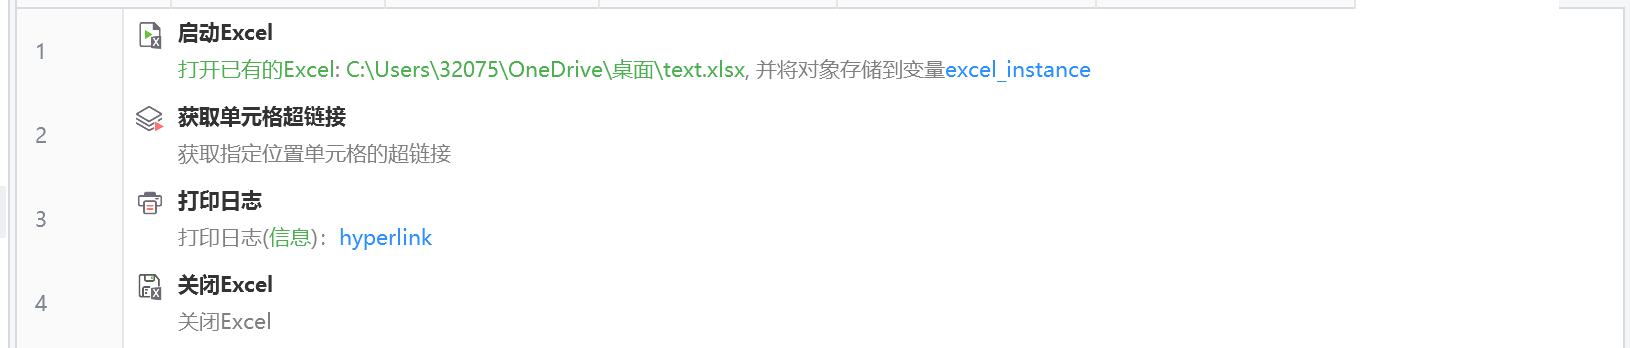 1
启动Excel
打开已有的Excel: C:\Users\32075\OneDrive\桌面\text.xlsx, 并将对象存储到变量excel_instance
2
获取单元格超链接
获取指定位置单元格的超链接
3
打印日志
打印日志(信息)：hyperlink
4
关闭Excel
关闭Excel